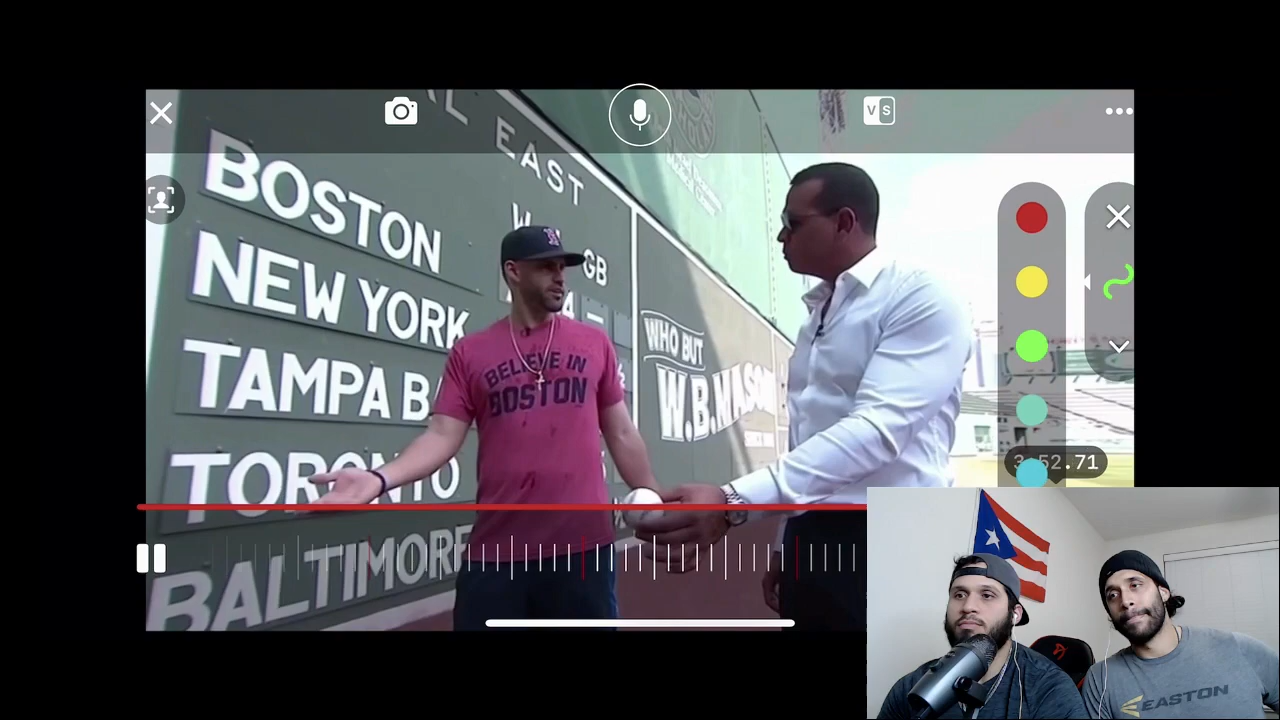 EAST
BOSTON
W
GB
NEW YORK
TAMPA BA
TORONTO
BALTIMORE
BELIEVE IN
BOSTON
WHO BUT
W.B.MASON
VS
EASTON